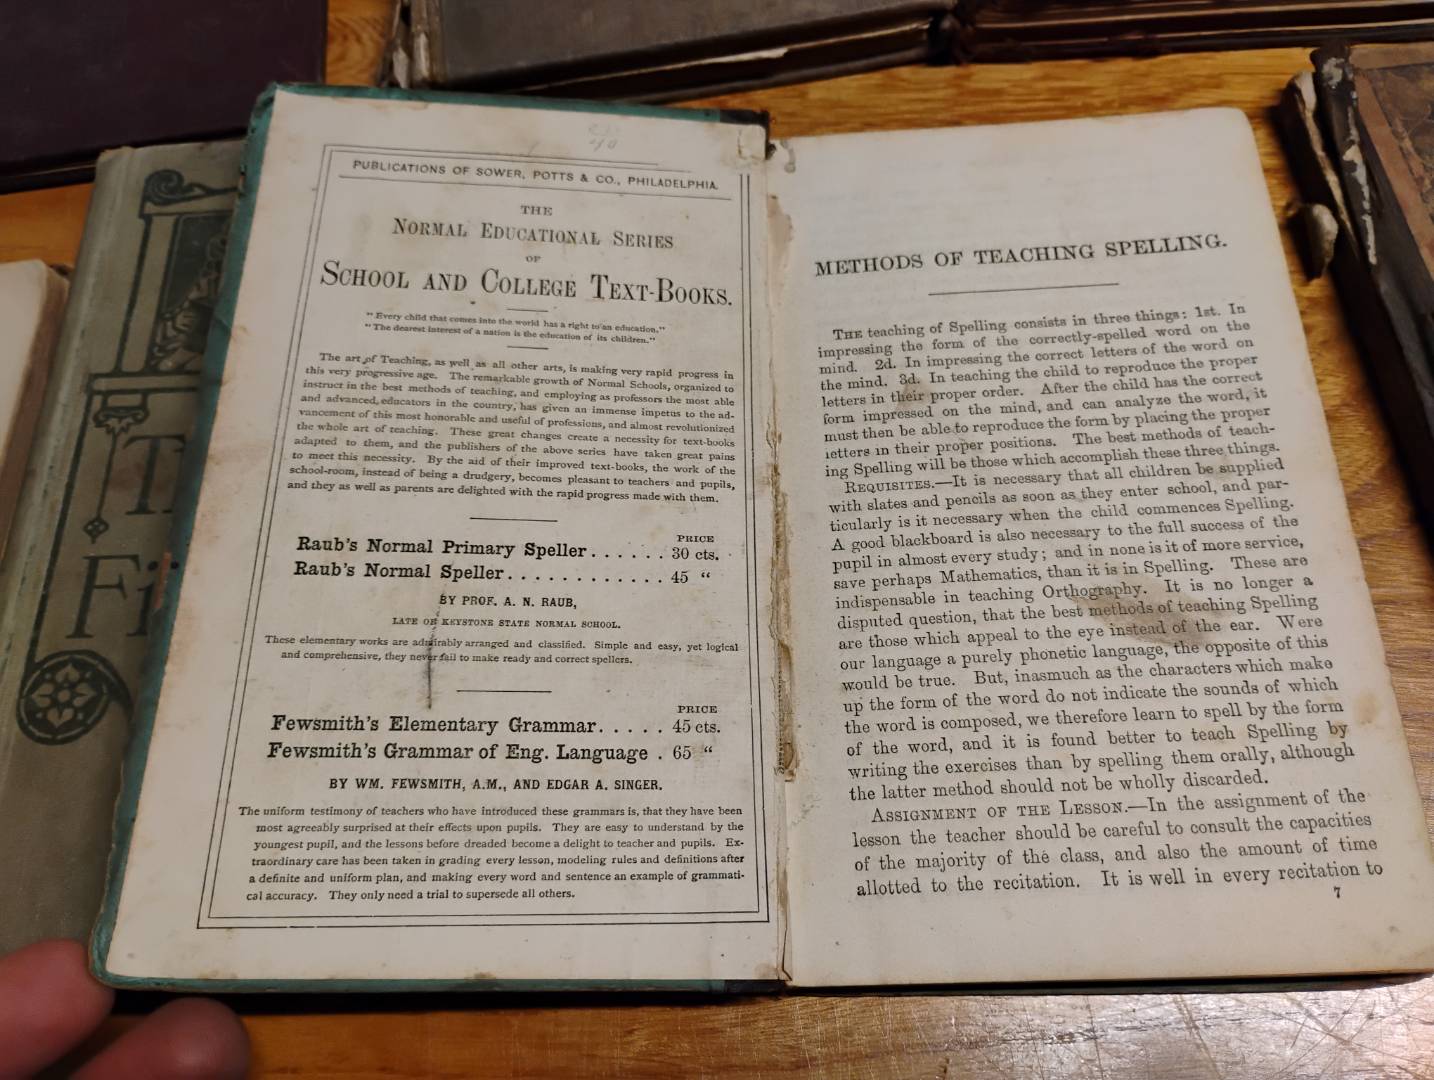 40
PUBLICATIONS OF SOWER, POTTS & CO., PHILADELPHIA.
THE
NORMAL EDUCATIONAL SERIES
OF
SCHOOL AND COLLEGE TEXT-BOOKS.
"Every child that comes into the world has a right to an education."
"The dearest interest of a nation is the education of its children."
The art of Teaching, as well as all other arts, is making very rapid progress in
this very progressive age. The remarkable growth of Normal Schools, organized to
instruct in the best methods of teaching, and employing as professors the most able
and advanced educators in the country, has given an immense impetus to the ad-
vancement of this most honorable and useful of professions, and almost revolutionized
the whole art of teaching. These great changes create a necessity for text-books
adapted to them, and the publishers of the above series have taken great pains
to meet this necessity. By the aid of their improved text-books, the work of the
school-room, instead of being a drudgery, becomes pleasant to teachers and pupils,
and they as well as parents are delighted with the rapid progress made with them.
PRICE
Raub's Normal Primary Speller . . . . . . 30 cts.
Raub's Normal Speller . . . . . . . . . . . . 45 "
BY PROF. A. N. RAUB,
LATE OF KEYSTONE STATE NORMAL SCHOOL.
These elementary works are admirably arranged and classified. Simple and easy, yet logical
and comprehensive, they never fail to make ready and correct spellers.
PRICE
Fewsmith's Elementary Grammar. . . . . 45 cts.
Fewsmith's Grammar of Eng. Language . 65 "
BY WM. FEWSMITH, A.M., AND EDGAR A. SINGER.
The uniform testimony of teachers who have introduced these grammars is, that they have been
most agreeably surprised at their effects upon pupils. They are easy to understand by the
youngest pupil, and the lessons before dreaded become a delight to teacher and pupils. Ex-
traordinary care has been taken in grading every lesson, modeling rules and definitions after
a definite and uniform plan, and making every word and sentence an example of grammati-
cal accuracy. They only need a trial to supersede all others.
METHODS OF TEACHING SPELLING.
THE teaching of Spelling consists in three things: 1st. In
impressing the form of the correctly-spelled word on the
mind. 2d. In impressing the correct letters of the word on
the mind. 3d. In teaching the child to reproduce the proper
letters in their proper order. After the child has the correct
form impressed on the mind, and can analyze the word, it
must then be able to reproduce the form by placing the proper
letters in their proper positions. The best methods of teach-
ing Spelling will be those which accomplish these three things.
REQUISITES.—It is necessary that all children be supplied
with slates and pencils as soon as they enter school, and par-
ticularly is it necessary when the child commences Spelling.
A good blackboard is also necessary to the full success of the
pupil in almost every study; and in none is it of more service,
save perhaps Mathematics, than it is in Spelling. These are
indispensable in teaching Orthography. It is no longer a
disputed question, that the best methods of teaching Spelling
are those which appeal to the eye instead of the ear. Were
our language a purely phonetic language, the opposite of this
would be true. But, inasmuch as the characters which make
up the form of the word do not indicate the sounds of which
the word is composed, we therefore learn to spell by the form
of the word, and it is found better to teach Spelling by
writing the exercises than by spelling them orally, although
the latter method should not be wholly discarded.
ASSIGNMENT OF THE LESSON.—In the assignment of the
lesson the teacher should be careful to consult the capacities
of the majority of the class, and also the amount of time
allotted to the recitation. It is well in every recitation to
7